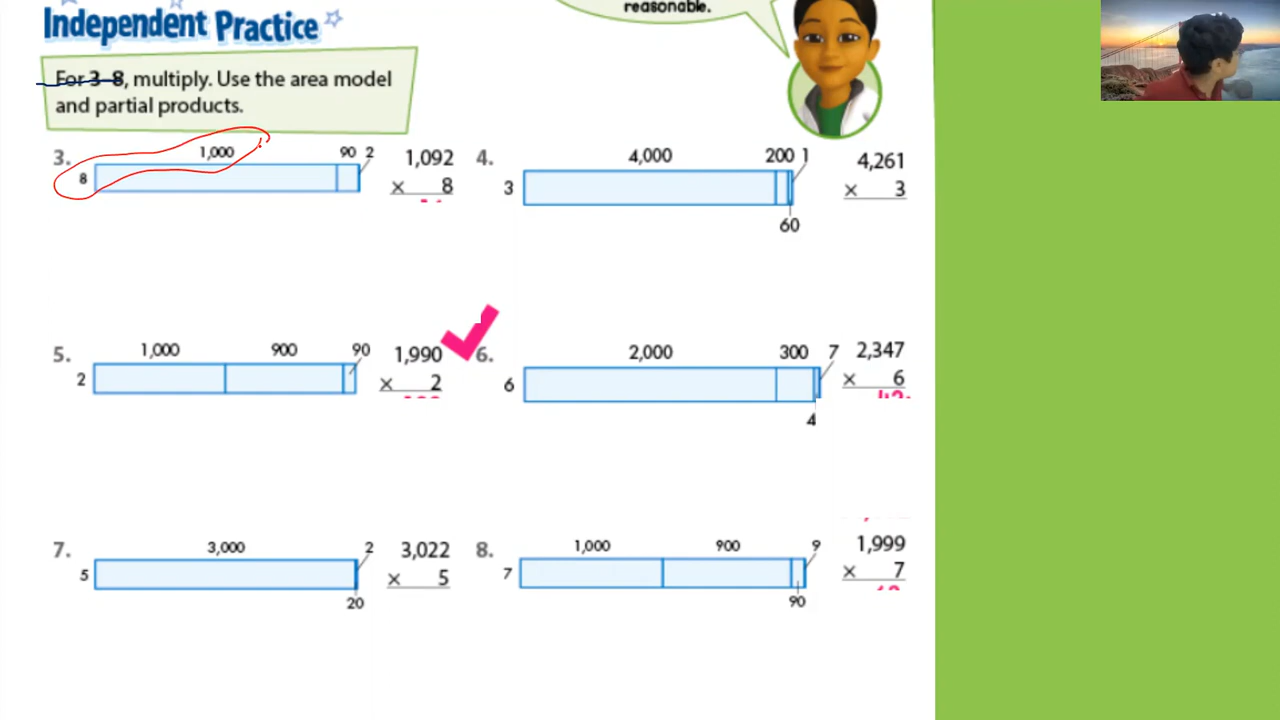 reasonable.
Independent Practice
For 3–8, multiply. Use the area model
and partial products.
3. 8 1,000 90 2 1,092
× 8
4. 3 4,000 200 1 60 4,261
× 3
5. 2 1,000 900 90 1,990
× 2
6. 6 2,000 300 7 4 2,347
× 6
7. 5 3,000 2 20 3,022
× 5
8. 7 1,000 900 9 90 1,999
× 7